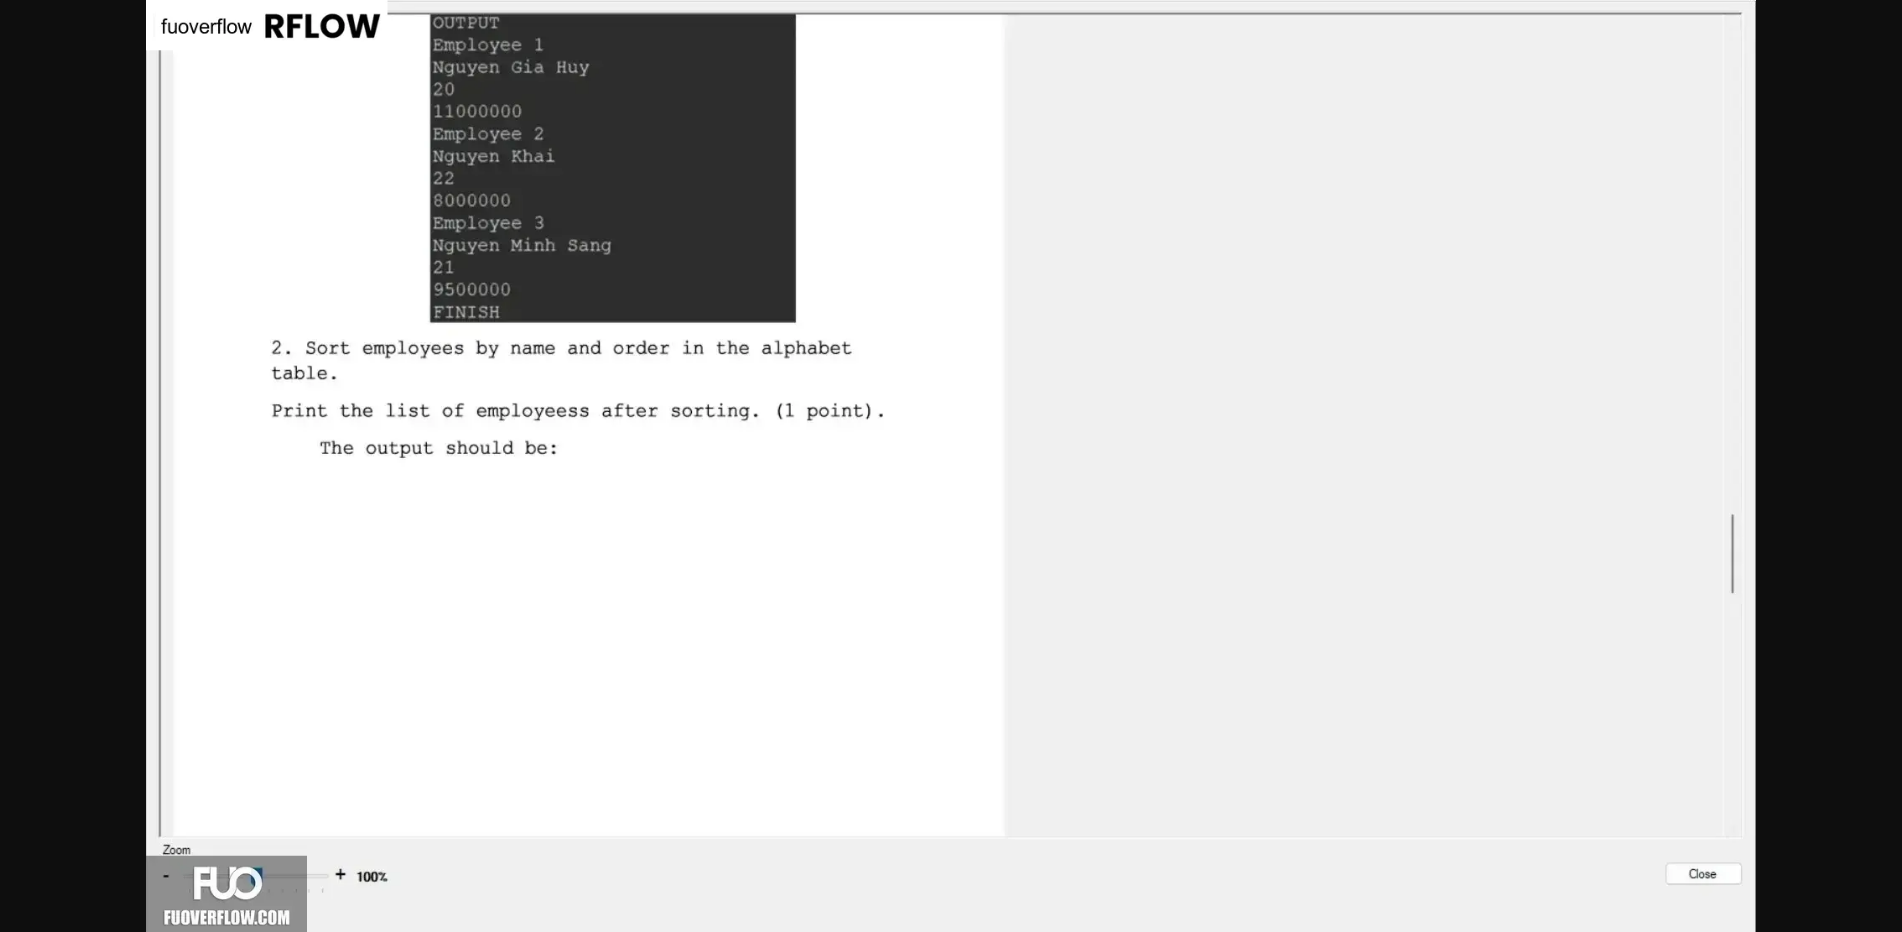 fuoverflow RFLOW
OUTPUT
Employee 1
Nguyen Gia Huy
20
11000000
Employee 2
Nguyen Khai
22
8000000
Employee 3
Nguyen Minh Sang
21
9500000
FINISH
2. Sort employees by name and order in the alphabet
table.
Print the list of employeess after sorting. (1 point).
The output should be:
Zoom
- + 100%
Close
FUO
FUOVERFLOW.COM